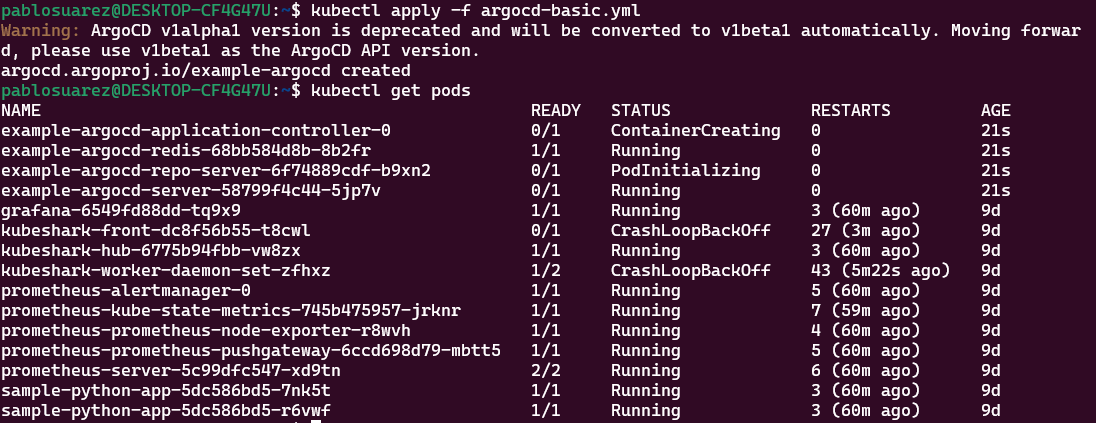 pablosuarez@DESKTOP-CF4G47U:~$ kubectl apply -f argocd-basic.yml
Warning: ArgoCD v1alpha1 version is deprecated and will be converted to v1beta1 automatically. Moving forwar
d, please use v1beta1 as the ArgoCD API version.
argocd.argoproj.io/example-argocd created
pablosuarez@DESKTOP-CF4G47U:~$ kubectl get pods
NAME READY STATUS RESTARTS AGE
example-argocd-application-controller-0 0/1 ContainerCreating 0 21s
example-argocd-redis-68bb584d8b-8b2fr 1/1 Running 0 21s
example-argocd-repo-server-6f74889cdf-b9xn2 0/1 PodInitializing 0 21s
example-argocd-server-58799f4c44-5jp7v 0/1 Running 0 21s
grafana-6549fd88dd-tq9x9 1/1 Running 3 (60m ago) 9d
kubeshark-front-dc8f56b55-t8cwl 0/1 CrashLoopBackOff 27 (3m ago) 9d
kubeshark-hub-6775b94fbb-vw8zx 1/1 Running 3 (60m ago) 9d
kubeshark-worker-daemon-set-zfhxz 1/2 CrashLoopBackOff 43 (5m22s ago) 9d
prometheus-alertmanager-0 1/1 Running 5 (60m ago) 9d
prometheus-kube-state-metrics-745b475957-jrknr 1/1 Running 7 (59m ago) 9d
prometheus-prometheus-node-exporter-r8wvh 1/1 Running 4 (60m ago) 9d
prometheus-prometheus-pushgateway-6ccd698d79-mbtt5 1/1 Running 5 (60m ago) 9d
prometheus-server-5c99dfc547-xd9tn 2/2 Running 6 (60m ago) 9d
sample-python-app-5dc586bd5-7nk5t 1/1 Running 3 (60m ago) 9d
sample-python-app-5dc586bd5-r6vwf 1/1 Running 3 (60m ago) 9d